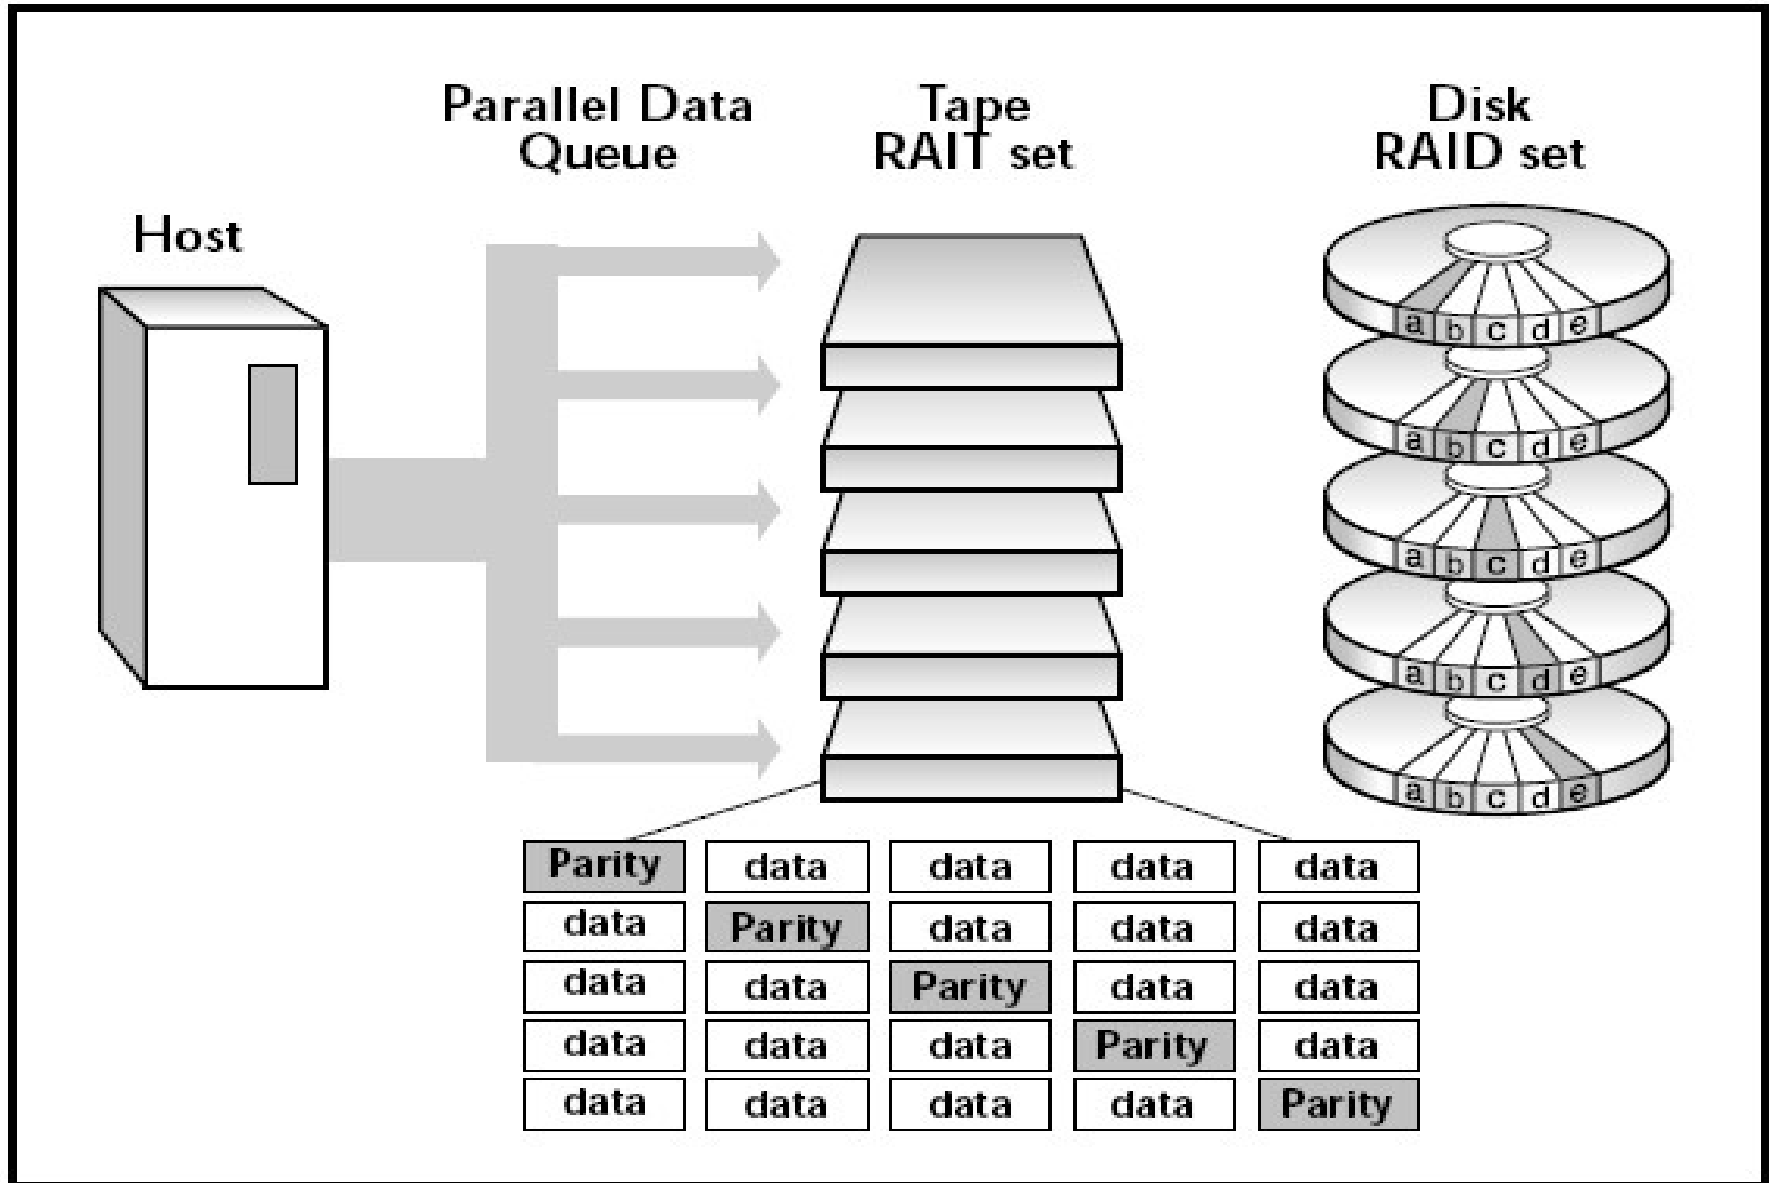 Parallel Data
Queue
Tape
RAIT set
Disk
RAID set
Host
a b c d e
a b c d e
a b c d e
a b c d e
a b c d e
Parity data data data data
data Parity data data data
data data Parity data data
data data data Parity data
data data data data Parity